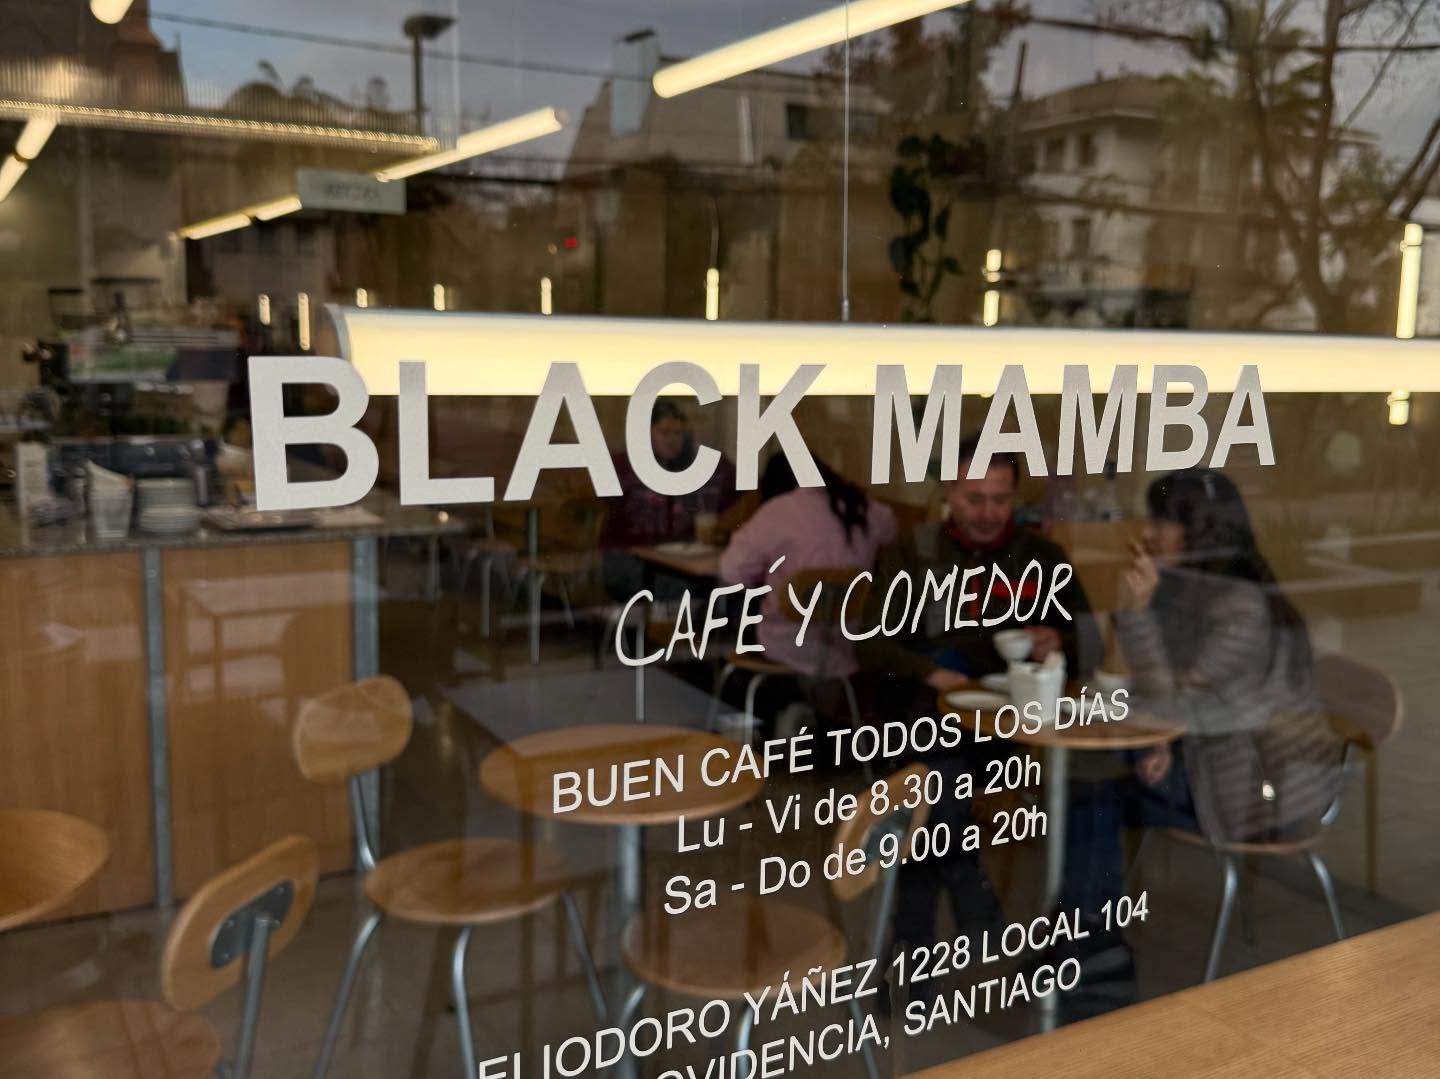 BLACK MAMBA
CAFÉ Y COMEDOR
BUEN CAFÉ TODOS LOS DÍAS
Lu - Vi de 8.30 a 20h
Sa - Do de 9.00 a 20h
ELIODORO YÁÑEZ 1228 LOCAL 104
OVIDENCIA, SANTIAGO